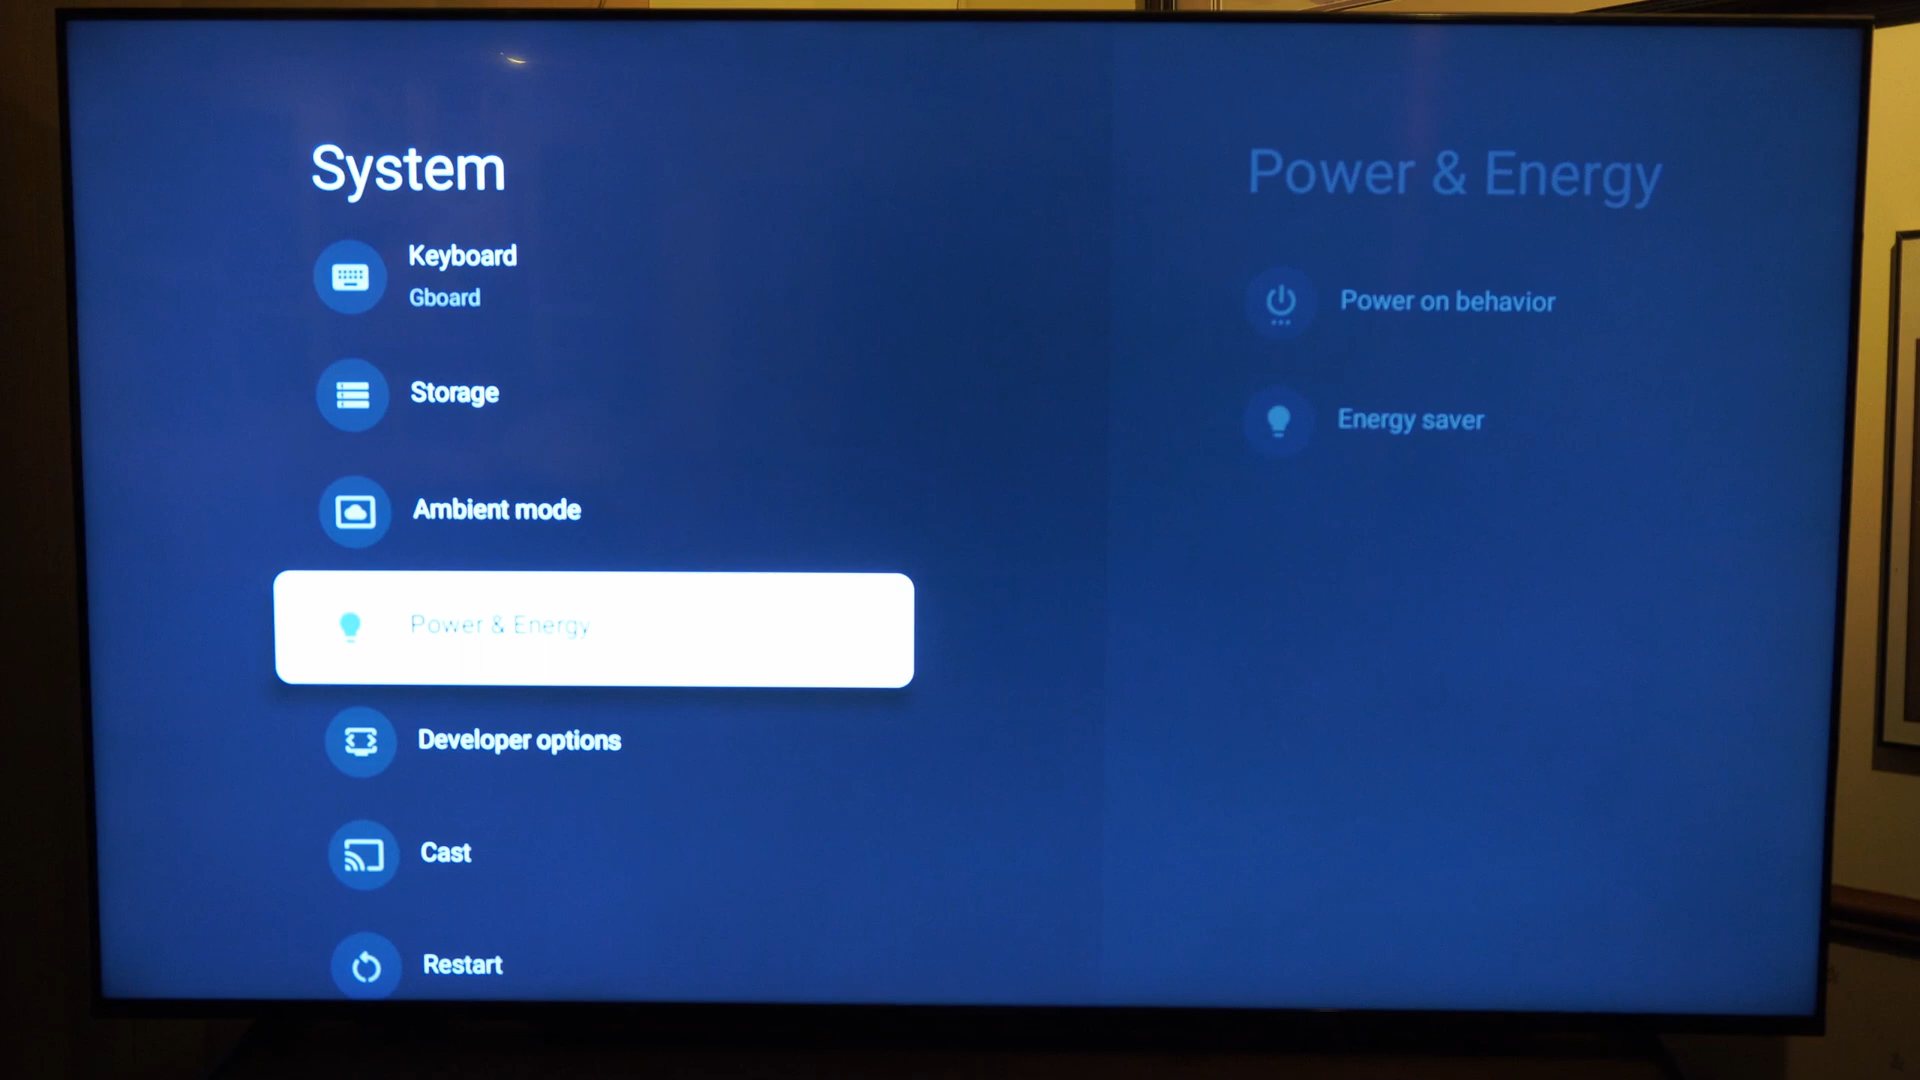 System
Keyboard
Gboard
Storage
Ambient mode
Power & Energy
Developer options
Cast
Restart
Power & Energy
Power on behavior
Energy saver